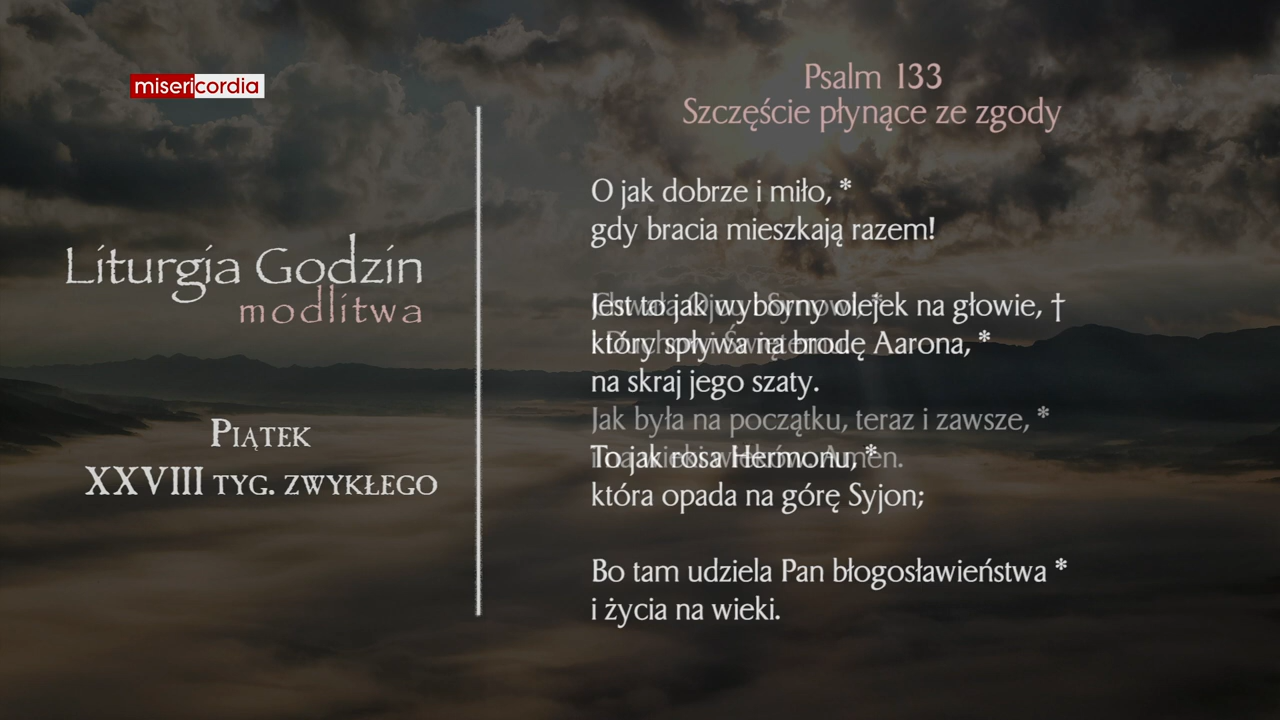 misericordia
Psalm 133
Szczęście płynące ze zgody
O jak dobrze i miło, *
gdy bracia mieszkają razem!
Jest to jak wyborny olejek na głowie, †
który spływa na brodę Aarona, *
na skraj jego szaty.
Jak była na początku, teraz i zawsze, *
To jak rosa Hermonu, *
która opada na górę Syjon;
Bo tam udziela Pan błogosławieństwa *
i życia na wieki.
Liturgia Godzin
modlitwa
Piątek
XXVIII tyg. zwykłego